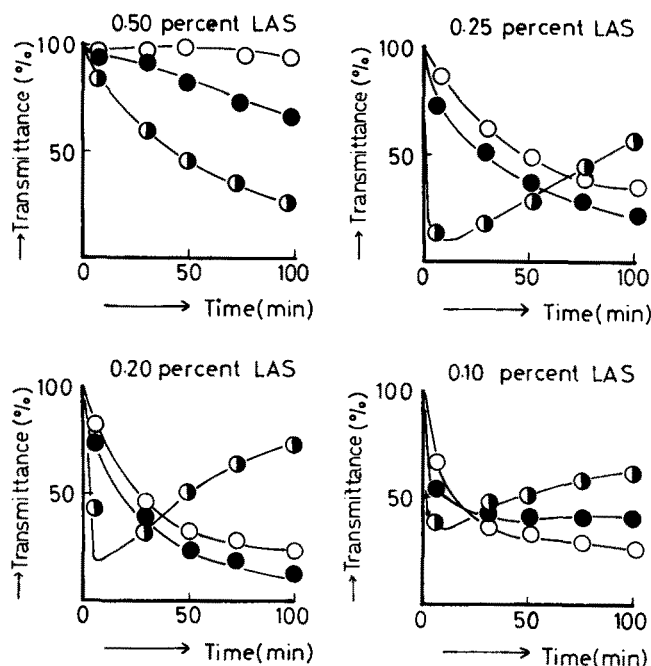 0.50 percent LAS
→Transmittance (%)
100
50
0 50 100
→ Time(min)
0.25 percent LAS
→Transmittance (%)
100
50
0 50 100
→ Time(min)
0.20 percent LAS
→Transmittance (%)
100
50
0 50 100
→ Time(min)
0.10 percent LAS
→Transmittance (%)
100
50
0 50 100
→ Time(min)